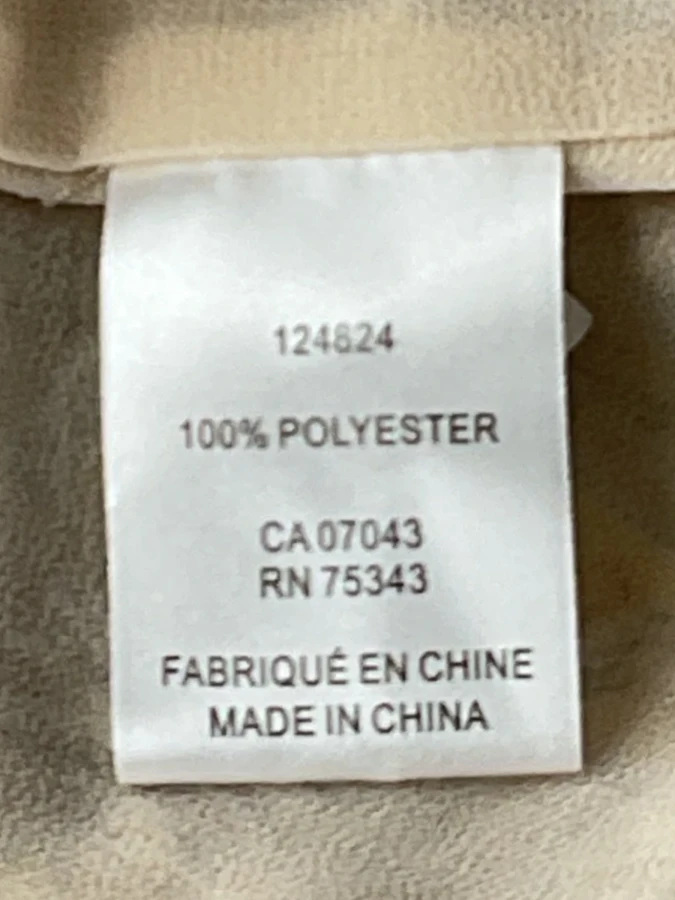 124824
100% POLYESTER
CA 07043
RN 75343
FABRIQUÉ EN CHINE
MADE IN CHINA